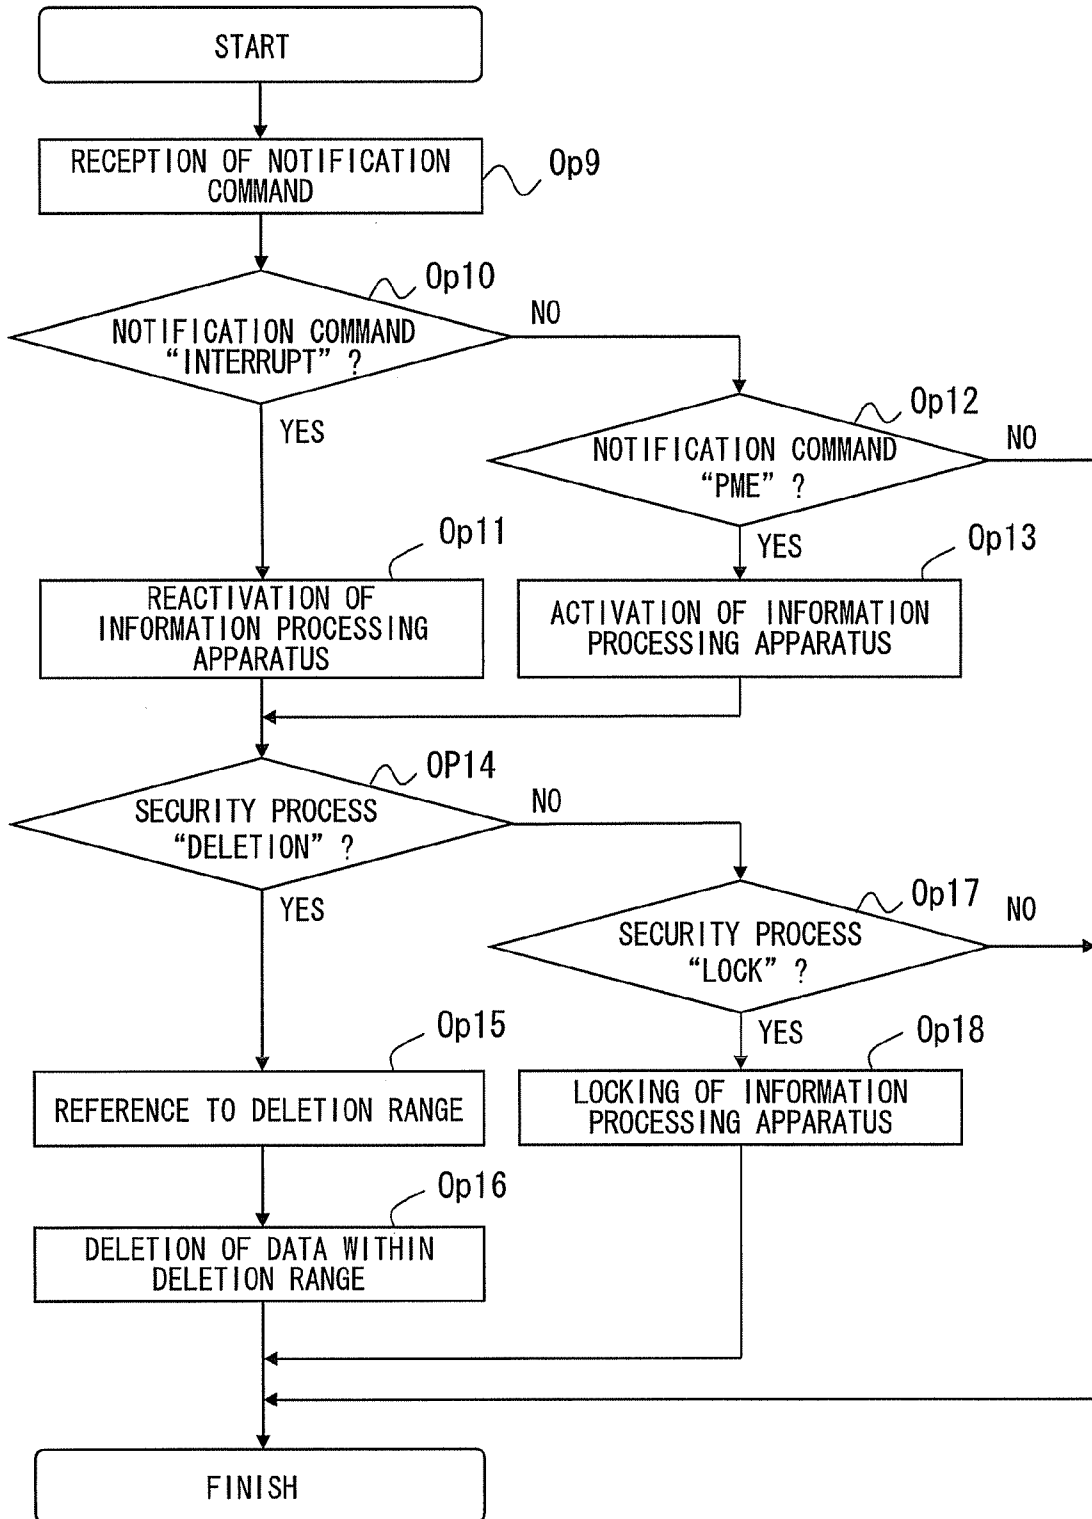 START
RECEPTION OF NOTIFICATION
COMMAND
Op9
Op10
NOTIFICATION COMMAND
“INTERRUPT” ?
NO
YES
Op12
NOTIFICATION COMMAND
“PME” ?
NO
YES
Op11
REACTIVATION OF
INFORMATION PROCESSING
APPARATUS
Op13
ACTIVATION OF INFORMATION
PROCESSING APPARATUS
OP14
SECURITY PROCESS
“DELETION” ?
NO
YES
Op17
SECURITY PROCESS
“LOCK” ?
NO
YES
Op15
REFERENCE TO DELETION RANGE
Op18
LOCKING OF INFORMATION
PROCESSING APPARATUS
Op16
DELETION OF DATA WITHIN
DELETION RANGE
FINISH